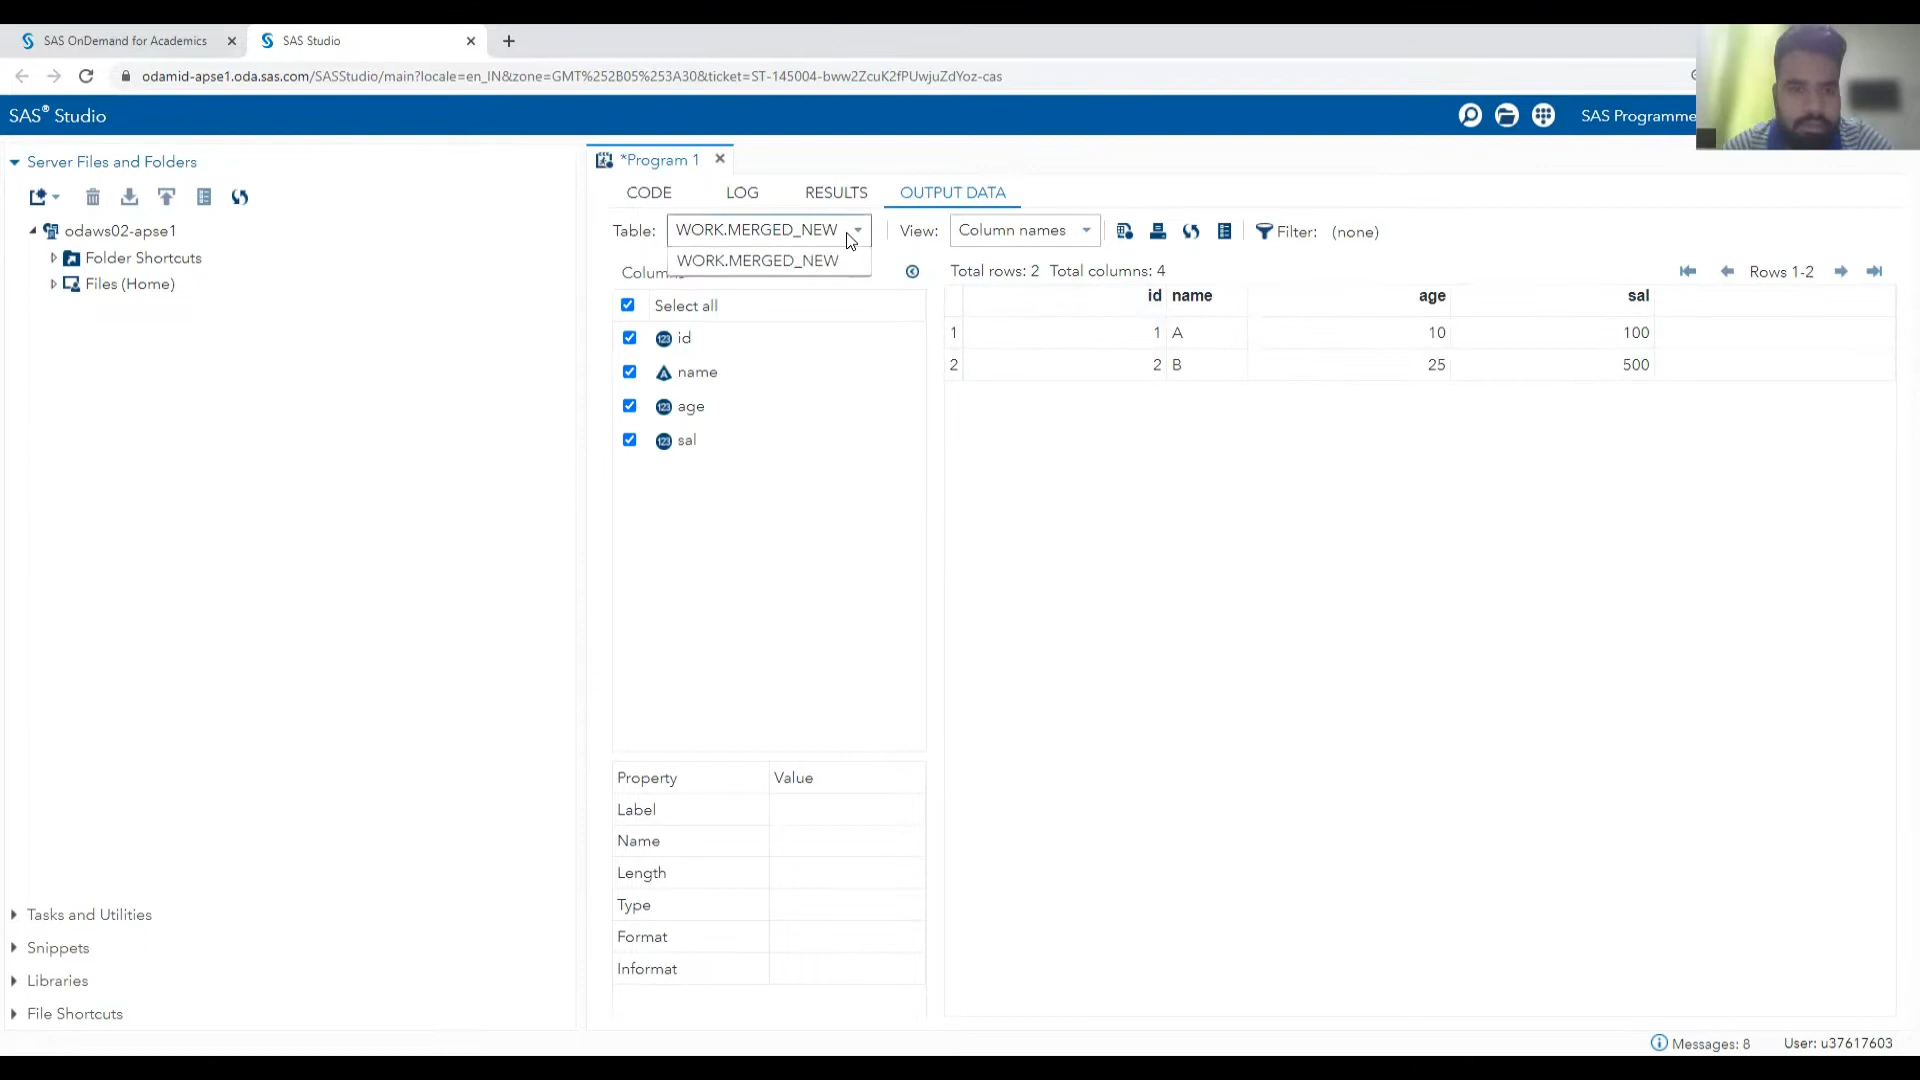 SAS OnDemand for Academics
SAS Studio
odamid-apse1.oda.sas.com/SASStudio/main?locale=en_IN&zone=GMT%252B05%253A30&ticket=ST-145004-bww2ZcuK2fPUwjuZdYoz-cas
SAS® Studio
SAS Programme
Server Files and Folders
odaws02-apse1
Folder Shortcuts
Files (Home)
Tasks and Utilities
Snippets
Libraries
File Shortcuts
*Program 1
CODE LOG RESULTS OUTPUT DATA
Table: WORK.MERGED_NEW View: Column names Filter: (none)
WORK.MERGED_NEW
Colum
Total rows: 2 Total columns: 4 Rows 1-2
Select all
id
name
age
sal
id name age sal
1 1 A 10 100
2 2 B 25 500
Property Value
Label
Name
Length
Type
Format
Informat
Messages: 8 User: u37617603